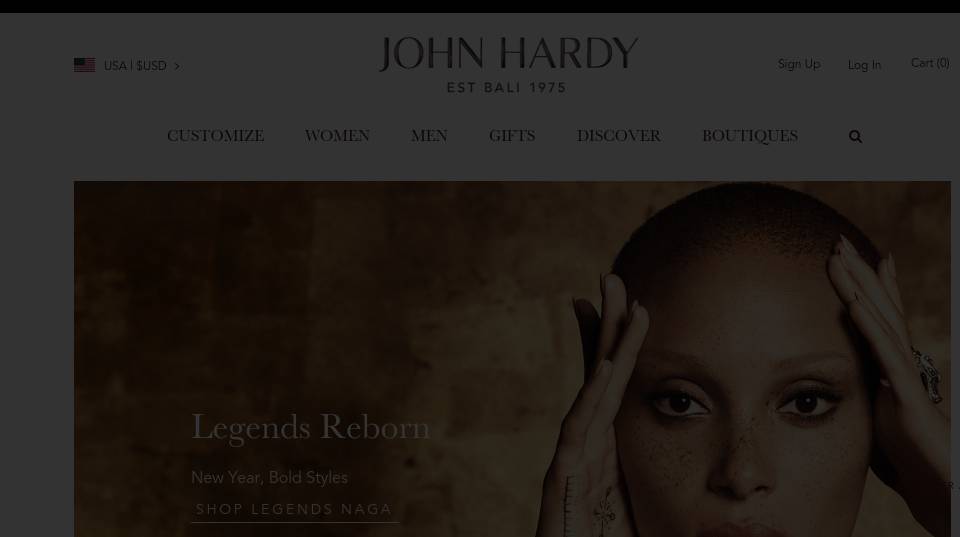 JOHN HARDY
EST BALI 1975
USA | $USD >
Sign Up
Log In
Cart (0)
CUSTOMIZE
WOMEN
MEN
GIFTS
DISCOVER
BOUTIQUES
Legends Reborn
New Year, Bold Styles
SHOP LEGENDS NAGA